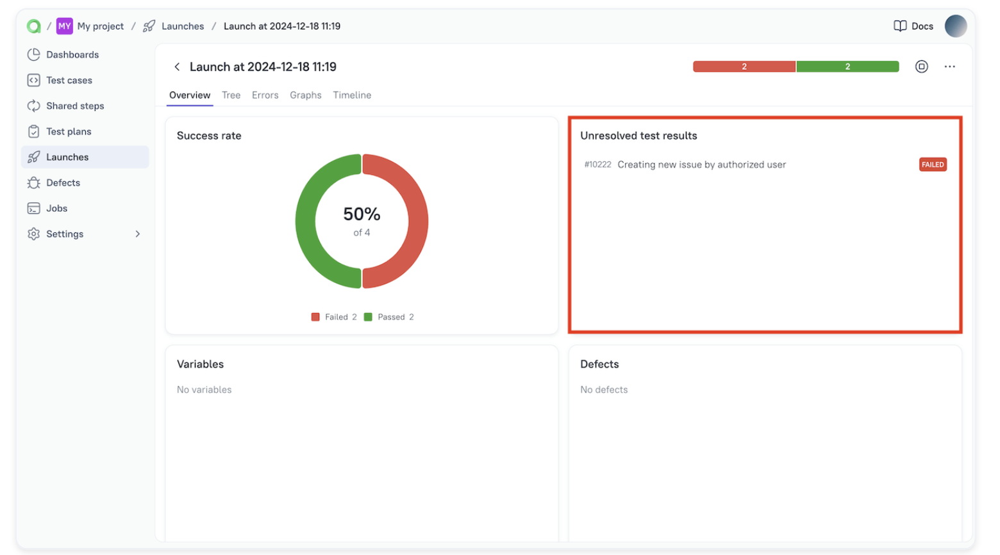 / MY My project / Launches / Launch at 2024-12-18 11:19
Docs
Dashboards
Test cases
Shared steps
Test plans
Launches
Defects
Jobs
Settings
Launch at 2024-12-18 11:19
2 2
Overview Tree Errors Graphs Timeline
Success rate
50%
of 4
Failed 2 Passed 2
Unresolved test results
#10222 Creating new issue by authorized user FAILED
Variables
No variables
Defects
No defects